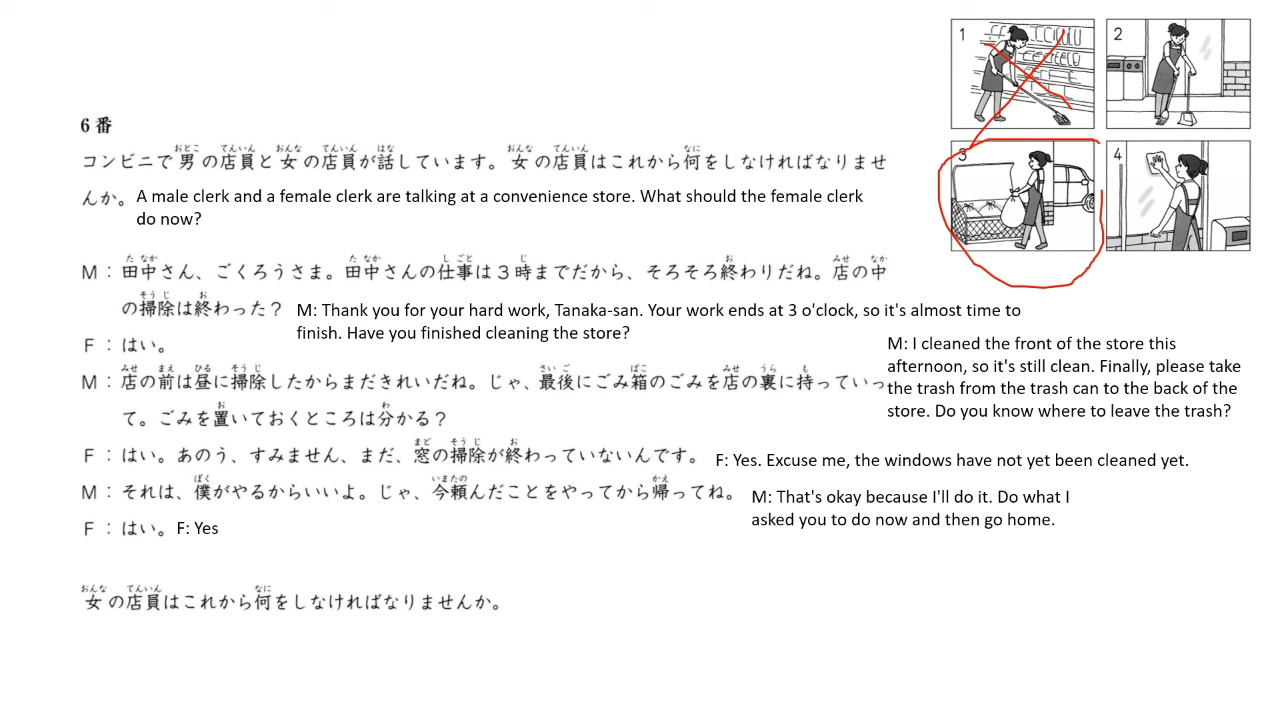 1
2
3
4
6番
コンビニで男の店員と女の店員が話しています。女の店員はこれから何をしなければなりませ
んか。
A male clerk and a female clerk are talking at a convenience store. What should the female clerk
do now?
M：田中さん、ごくろうさま。田中さんの仕事は3時までだから、そろそろ終わりだね。店の中
の掃除は終わった？
M: Thank you for your hard work, Tanaka-san. Your work ends at 3 o'clock, so it's almost time to
finish. Have you finished cleaning the store?
F：はい。
M：店の前は昼に掃除したからまだきれいだね。じゃ、最後にごみ箱のごみを店の裏に持っていっ
て。ごみを置いておくところは分かる？
M: I cleaned the front of the store this
afternoon, so it's still clean. Finally, please take
the trash from the trash can to the back of the
store. Do you know where to leave the trash?
F：はい。あのう、すみません、まだ、窓の掃除が終わっていないんです。
F: Yes. Excuse me, the windows have not yet been cleaned yet.
M：それは、僕がやるからいいよ。じゃ、今頼んだことをやってから帰ってね。
M: That's okay because I'll do it. Do what I
asked you to do now and then go home.
F：はい。
F: Yes
女の店員はこれから何をしなければなりませんか。